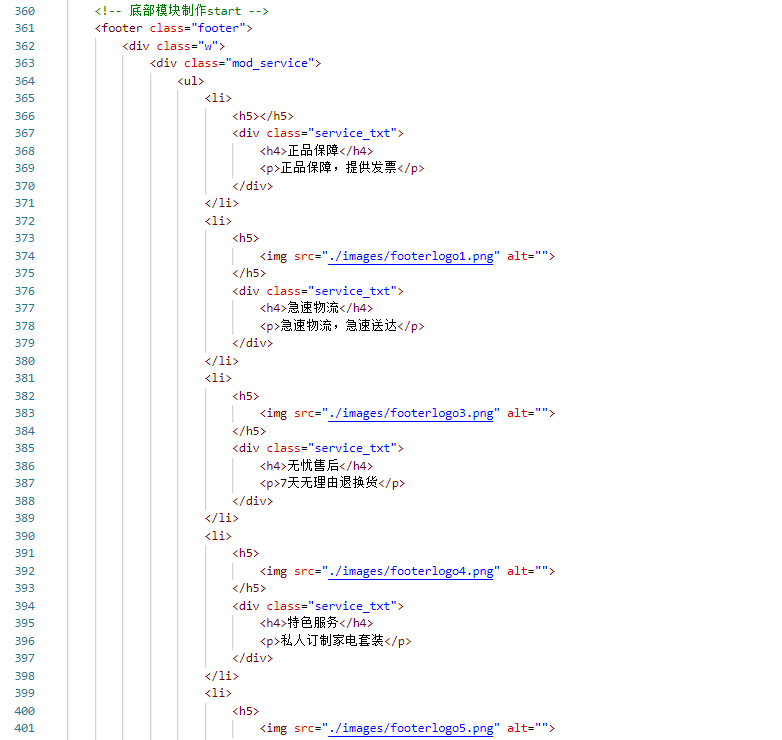 360 <!-- 底部模块制作start -->
361 <footer class="footer">
362 <div class="w">
363 <div class="mod_service">
364 <ul>
365 <li>
366 <h5></h5>
367 <div class="service_txt">
368 <h4>正品保障</h4>
369 <p>正品保障，提供发票</p>
370 </div>
371 </li>
372 <li>
373 <h5>
374 <img src="./images/footerlogo1.png" alt="">
375 </h5>
376 <div class="service_txt">
377 <h4>急速物流</h4>
378 <p>急速物流，急速送达</p>
379 </div>
380 </li>
381 <li>
382 <h5>
383 <img src="./images/footerlogo3.png" alt="">
384 </h5>
385 <div class="service_txt">
386 <h4>无忧售后</h4>
387 <p>7天无理由退换货</p>
388 </div>
389 </li>
390 <li>
391 <h5>
392 <img src="./images/footerlogo4.png" alt="">
393 </h5>
394 <div class="service_txt">
395 <h4>特色服务</h4>
396 <p>私人订制家电套装</p>
397 </div>
398 </li>
399 <li>
400 <h5>
401 <img src="./images/footerlogo5.png" alt="">